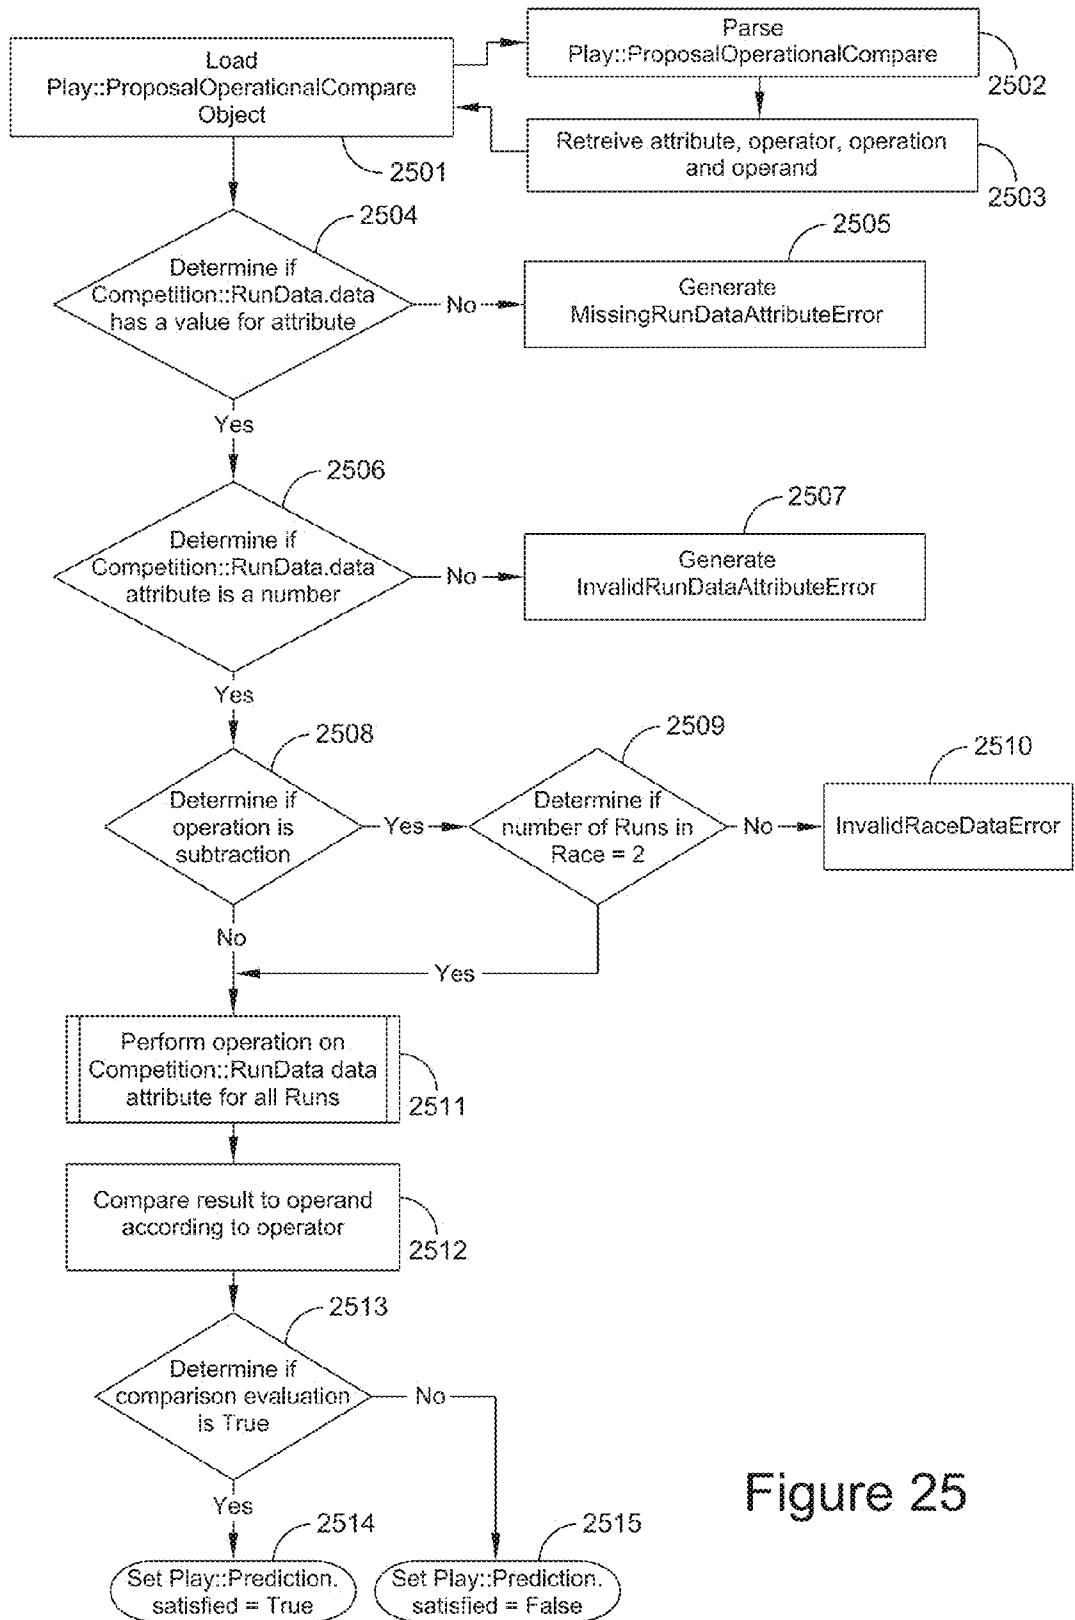 Load
Play::ProposalOperationalCompare
Object
2501
Parse
Play::ProposalOperationalCompare
2502
Retreive attribute, operator, operation
and operand
2503
2504
Determine if
Competition::RunData.data
has a value for attribute
No
2505
Generate
MissingRunDataAttributeError
Yes
2506
Determine if
Competition::RunData.data
attribute is a number
No
2507
Generate
InvalidRunDataAttributeError
Yes
2508
Determine if
operation is
subtraction
Yes
2509
Determine if
number of Runs in
Race = 2
No
2510
InvalidRaceDataError
No
Yes
Perform operation on
Competition::RunData data
attribute for all Runs
2511
Compare result to operand
according to operator
2512
2513
Determine if
comparison evaluation
is True
No
Yes
2514
Set Play::Prediction.
satisfied = True
2515
Set Play::Prediction.
satisfied = False
Figure 25